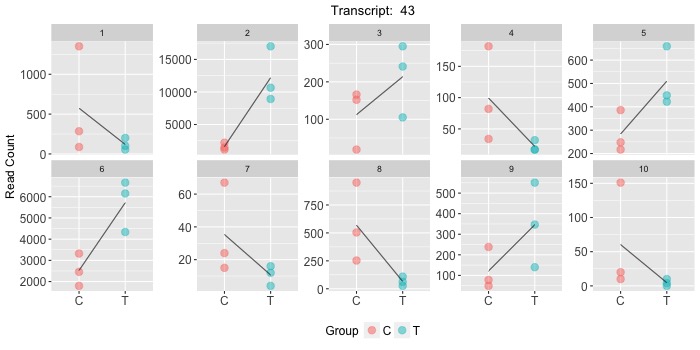 Transcript: 43
Read Count
1 2 3 4 5
1000 500 0
15000 10000 5000
300 200 100
150 100 50
600 500 400 300 200
6 7 8 9 10
6000 5000 4000 3000 2000
60 40 20
750 500 250 0
500 400 300 200 100
150 100 50 0
C T C T C T C T C T
Group C T